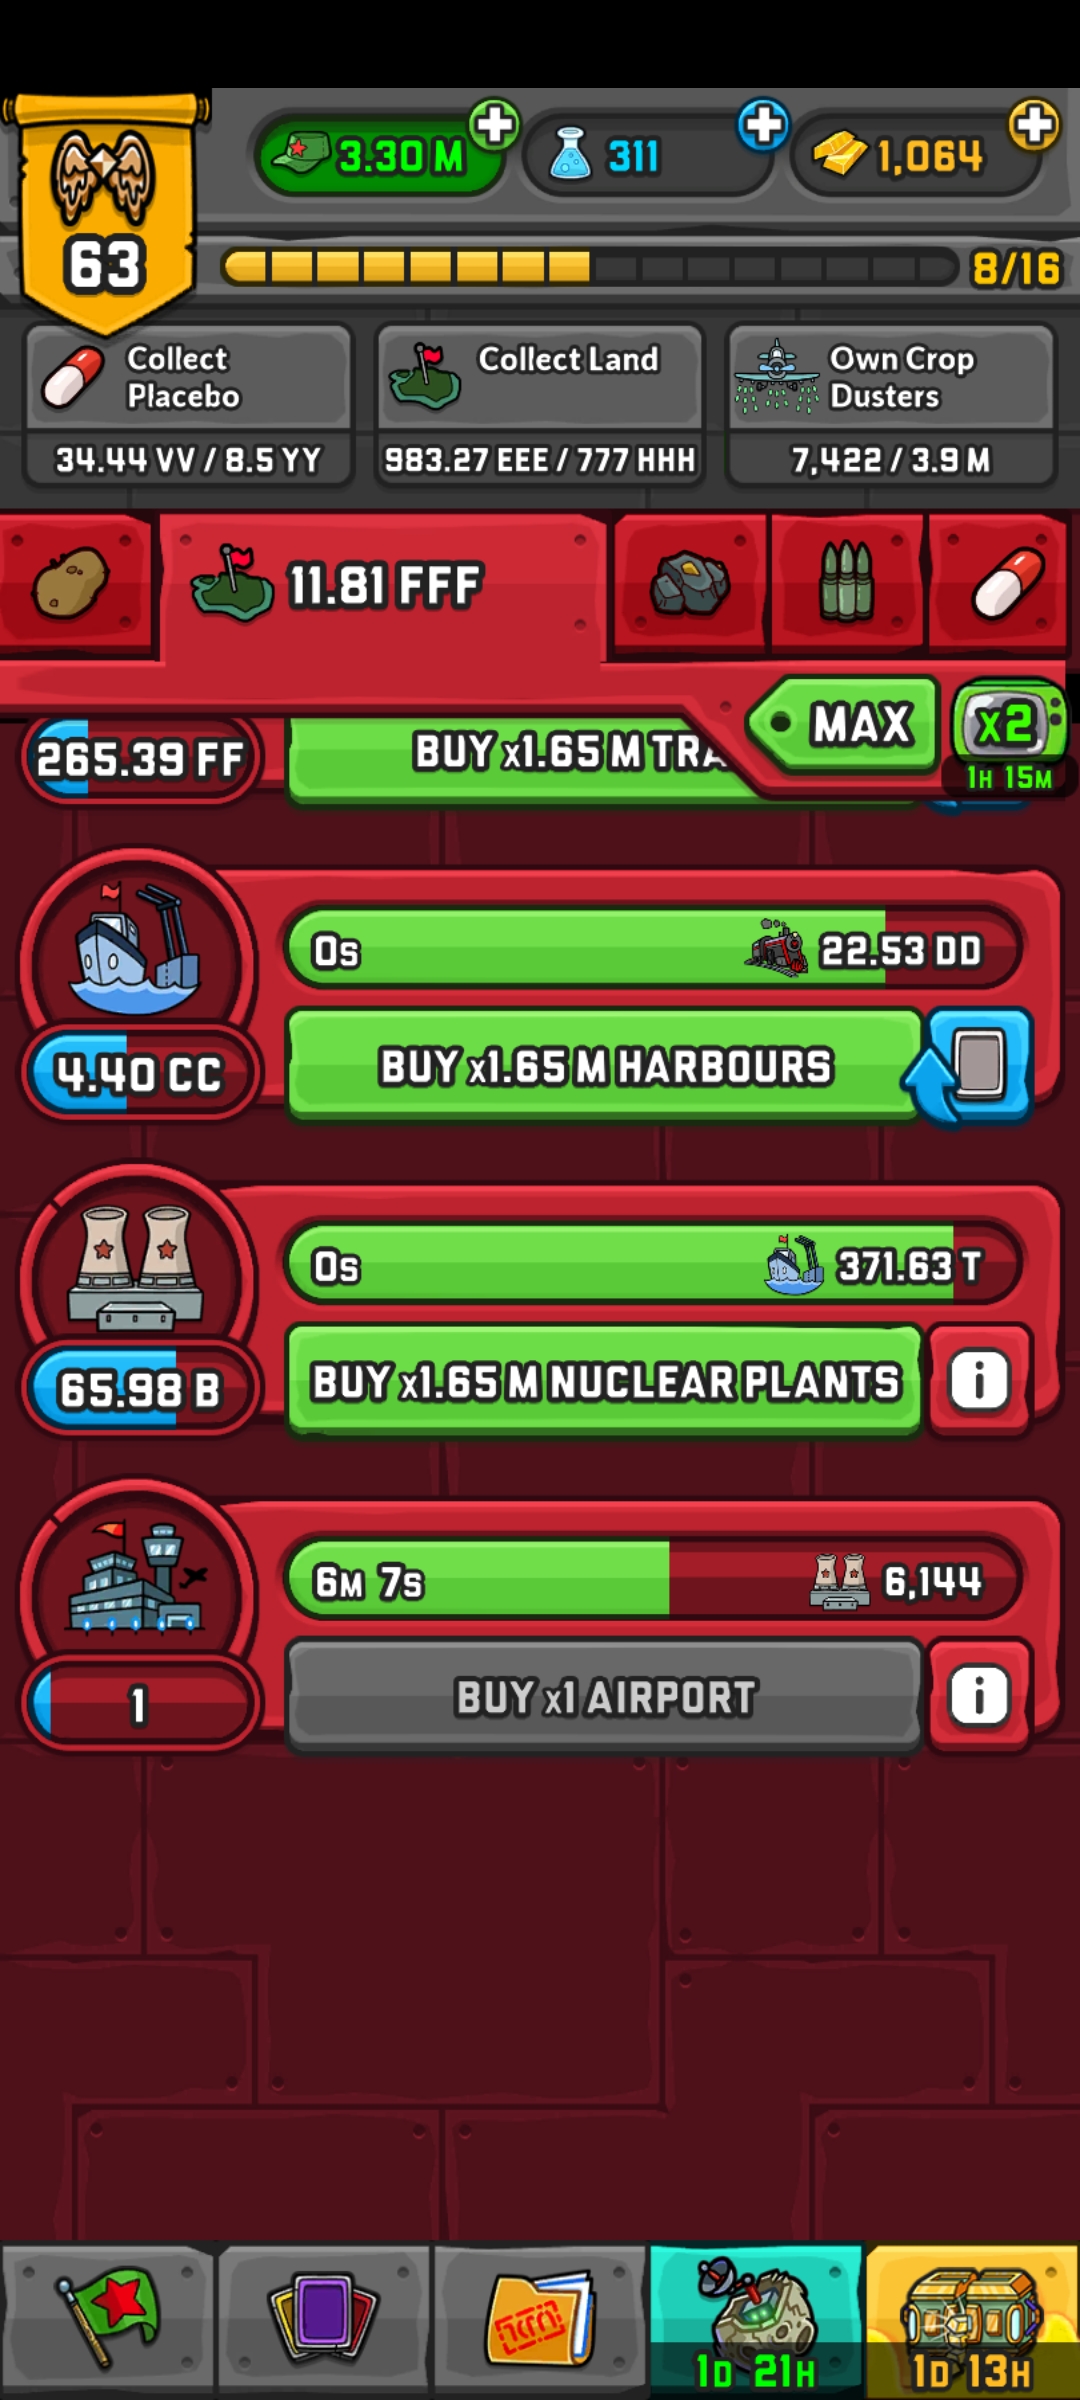 63
3.30 M
311
1,064
8/16
Collect
Placebo
34.44 VV / 8.5 YY
Collect Land
983.27 EEE / 777 HHH
Own Crop
Dusters
7,422 / 3.9 M
11.81 FFF
MAX
x2
1H 15M
265.39 FF
BUY x1.65 M TRA
0s
22.53 DD
4.40 CC
BUY x1.65 M HARBOURS
0s
371.63 T
65.98 B
BUY x1.65 M NUCLEAR PLANTS
i
6M 7s
6,144
1
BUY x1 AIRPORT
i
1D 21H
1D 13H